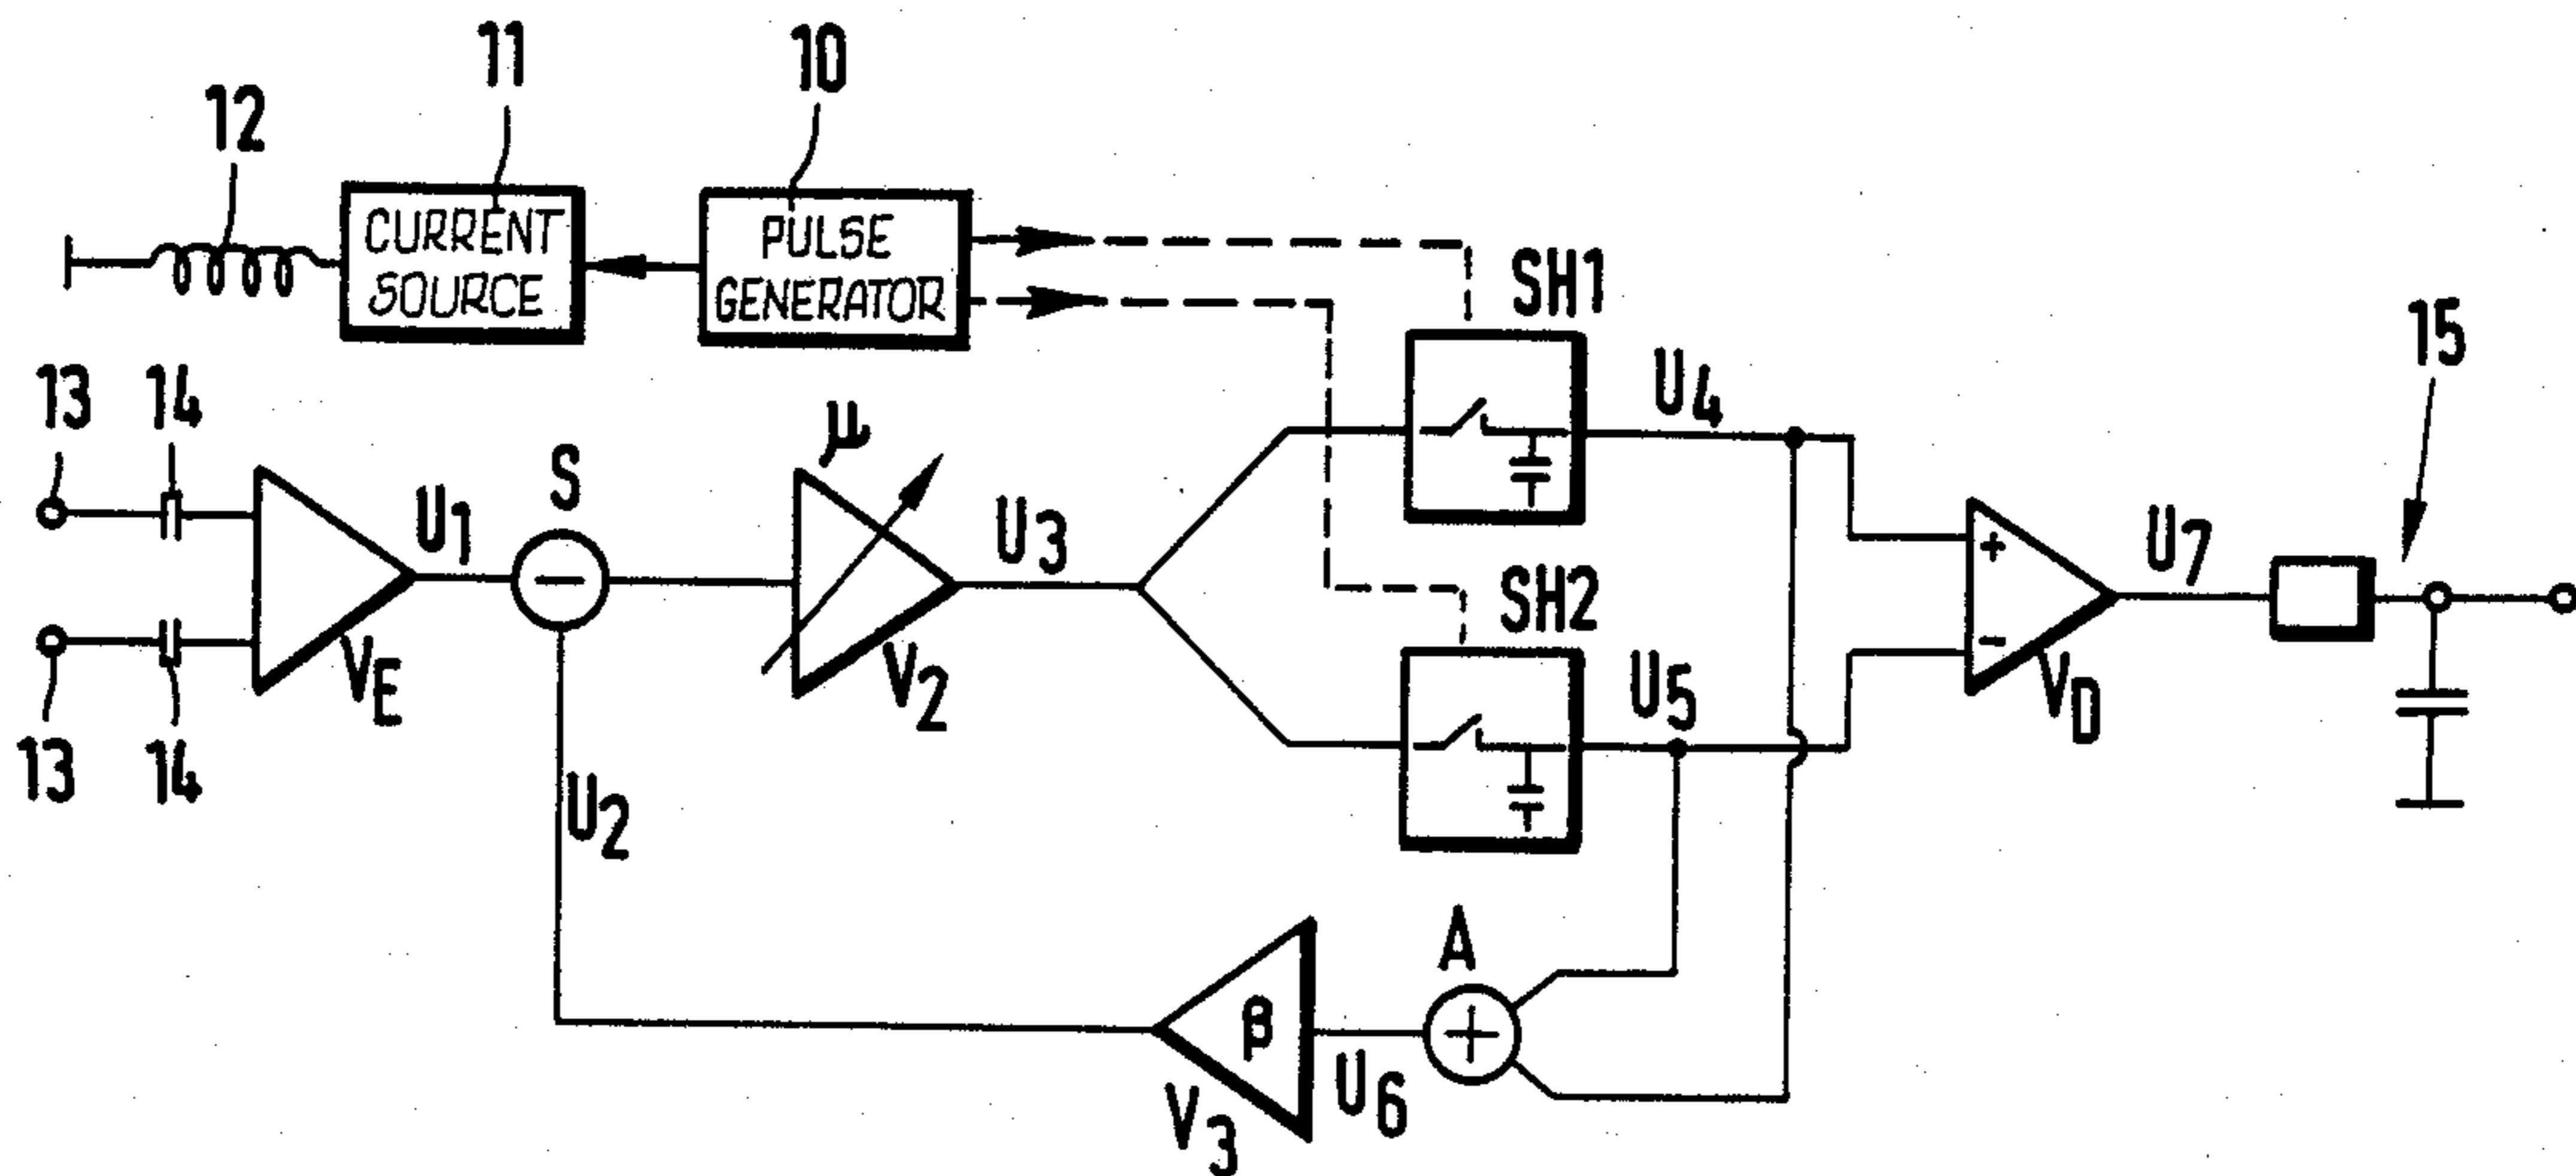 11
10
12
CURRENT
SOURCE
PULSE
GENERATOR
SH1
15
13
14
μ
U4
S
U1
U3
U7
+
−
SH2
VE
V2
U5
VD
13
14
U2
A
β
+
U6
V3
−